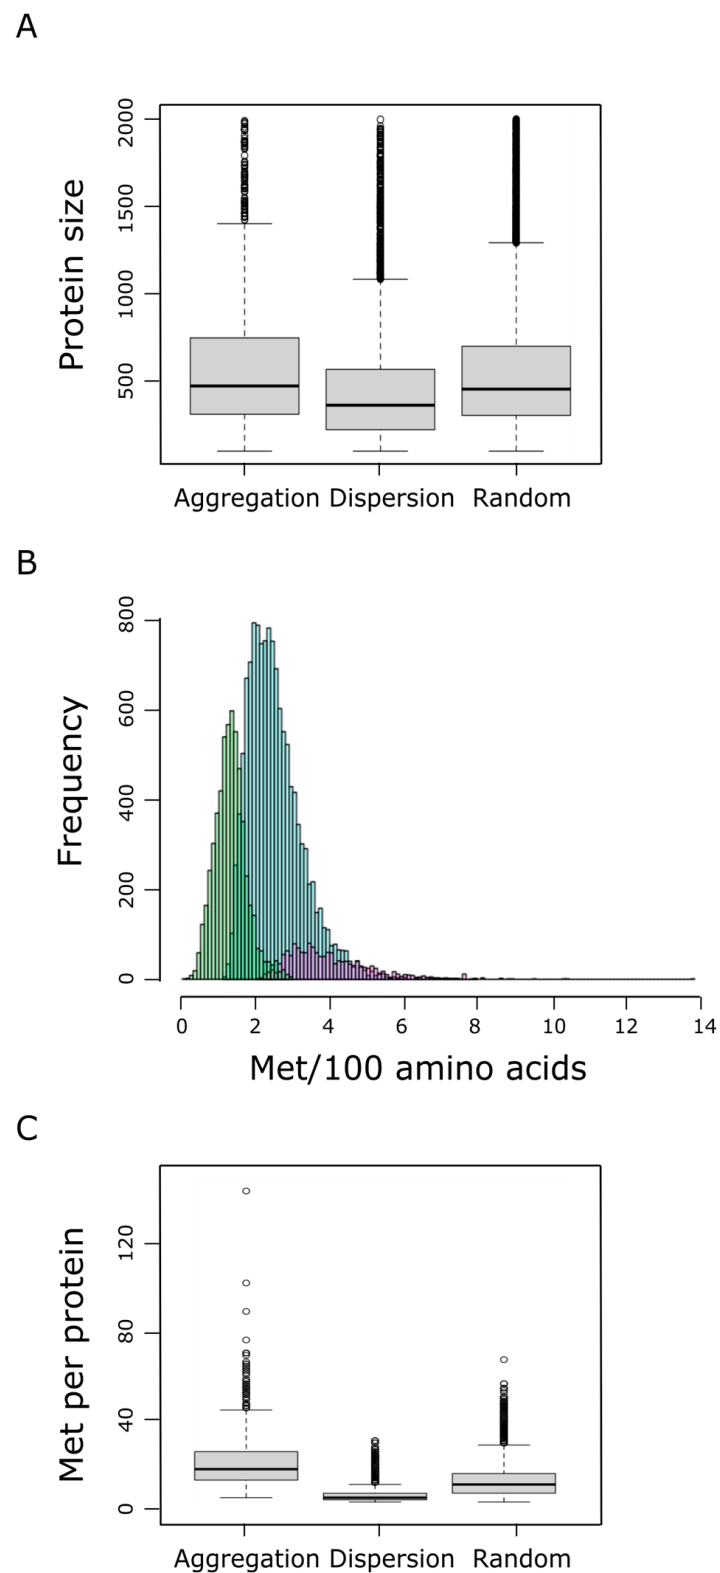 A
Protein size
2000
1500
1000
500
Aggregation Dispersion Random
B
Frequency
800
600
400
200
0
0 2 4 6 8 10 12 14
Met/100 amino acids
C
Met per protein
120
80
40
0
Aggregation Dispersion Random